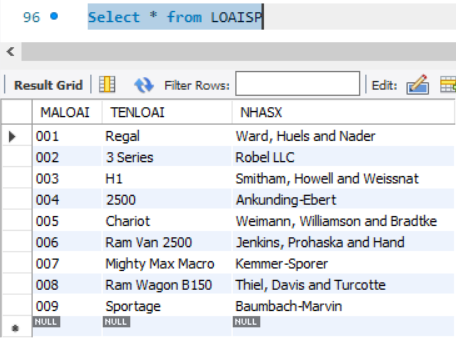 96 Select * from LOAISP
Result Grid Filter Rows: Edit:
MALOAI TENLOAI NHASX
001 Regal Ward, Huels and Nader
002 3 Series Robel LLC
003 H1 Smitham, Howell and Weissnat
004 2500 Ankunding-Ebert
005 Chariot Weimann, Williamson and Bradtke
006 Ram Van 2500 Jenkins, Prohaska and Hand
007 Mighty Max Macro Kemmer-Sporer
008 Ram Wagon B150 Thiel, Davis and Turcotte
009 Sportage Baumbach-Marvin
NULL NULL NULL